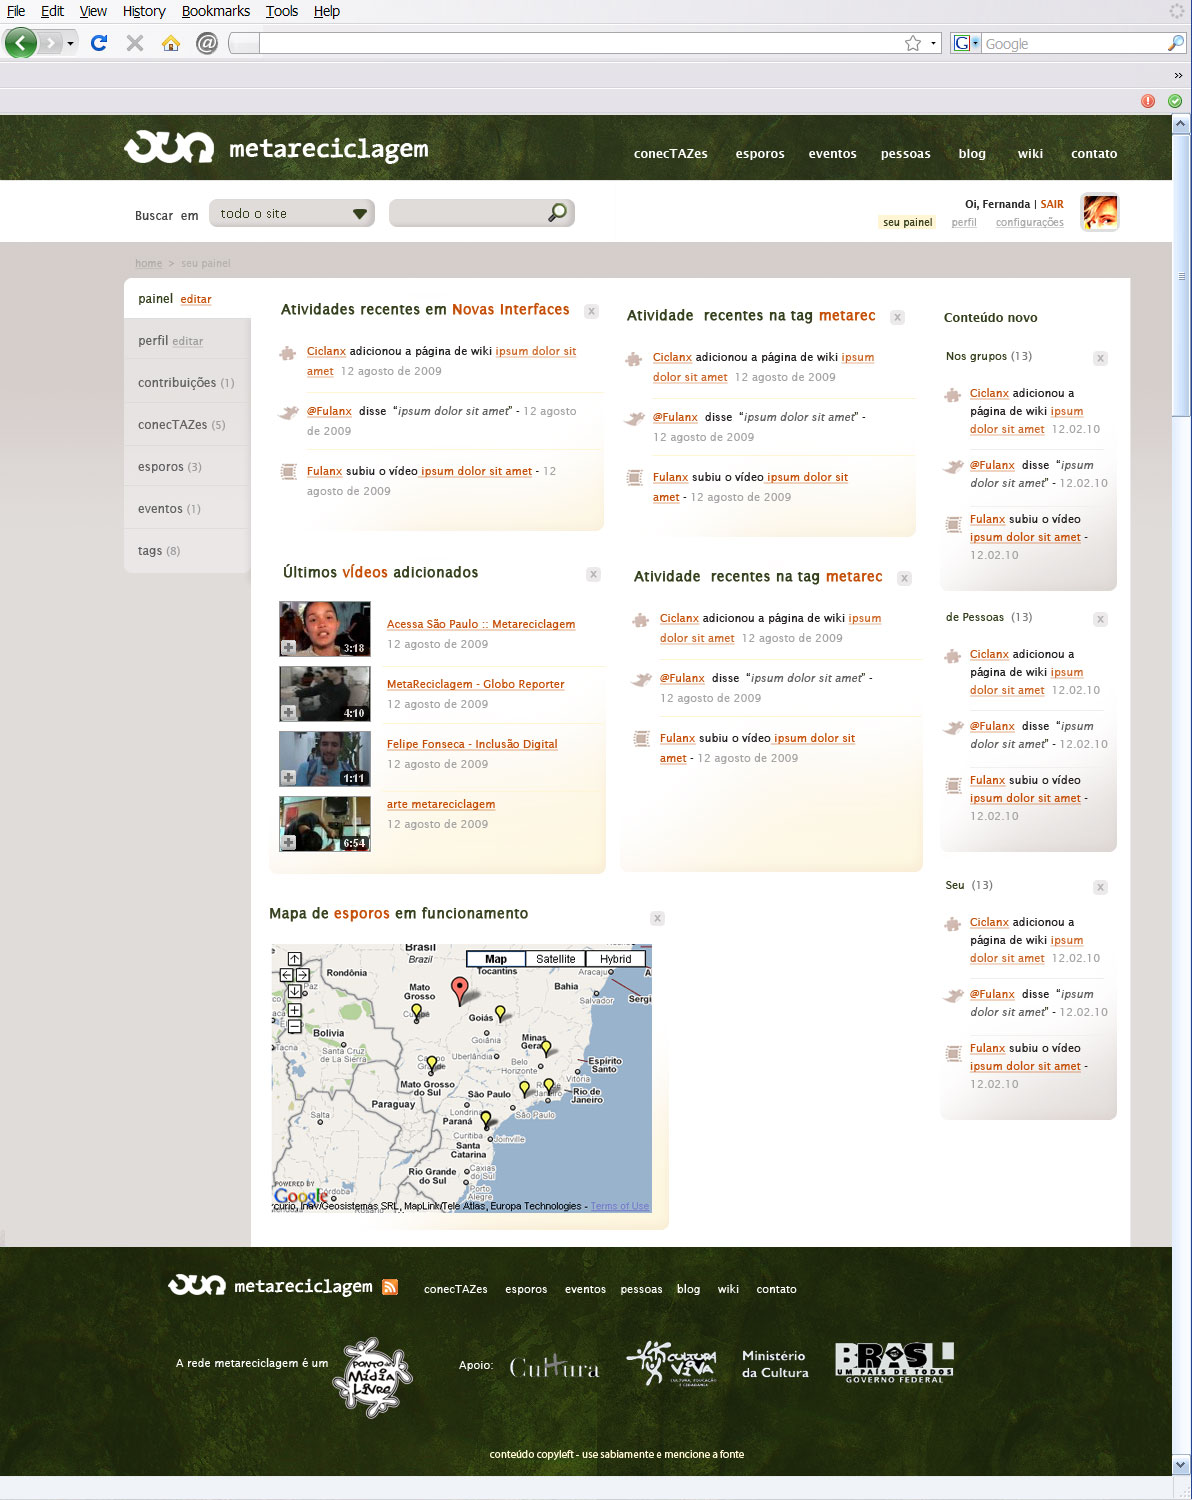 File Edit View History Bookmarks Tools Help
Google
metareciclagem
conecTAZes esporos eventos pessoas blog wiki contato
Buscar em todo o site
Oi, Fernanda | SAIR
seu painel perfil configurações
home > seu painel
painel editar
perfil editar
contribuições (1)
conecTAZes (5)
esporos (3)
eventos (1)
tags (8)
Atividades recentes em Novas Interfaces x
Ciclanx adicionou a página de wiki ipsum dolor sit
amet 12 agosto de 2009
@Fulanx disse “ipsum dolor sit amet” - 12 agosto
de 2009
Fulanx subiu o vídeo ipsum dolor sit amet - 12
agosto de 2009
Atividade recentes na tag metarec x
Ciclanx adicionou a página de wiki ipsum
dolor sit amet 12 agosto de 2009
@Fulanx disse “ipsum dolor sit amet” -
12 agosto de 2009
Fulanx subiu o vídeo ipsum dolor sit
amet - 12 agosto de 2009
Últimos vídeos adicionados x
3:18
Acessa São Paulo :: Metareciclagem
12 agosto de 2009
4:10
MetaReciclagem - Globo Reporter
12 agosto de 2009
1:11
Felipe Fonseca - Inclusão Digital
12 agosto de 2009
6:54
arte metareciclagem
12 agosto de 2009
Atividade recentes na tag metarec x
Ciclanx adicionou a página de wiki ipsum
dolor sit amet 12 agosto de 2009
@Fulanx disse “ipsum dolor sit amet” -
12 agosto de 2009
Fulanx subiu o vídeo ipsum dolor sit
amet - 12 agosto de 2009
Conteúdo novo
Nos grupos (13) x
Ciclanx adicionou a
página de wiki ipsum
dolor sit amet 12.02.10
@Fulanx disse “ipsum
dolor sit amet” - 12.02.10
Fulanx subiu o vídeo
ipsum dolor sit amet -
12.02.10
de Pessoas (13) x
Ciclanx adicionou a
página de wiki ipsum
dolor sit amet 12.02.10
@Fulanx disse “ipsum
dolor sit amet” - 12.02.10
Fulanx subiu o vídeo
ipsum dolor sit amet -
12.02.10
Seu (13) x
Ciclanx adicionou a
página de wiki ipsum
dolor sit amet 12.02.10
@Fulanx disse “ipsum
dolor sit amet” - 12.02.10
Fulanx subiu o vídeo
ipsum dolor sit amet -
12.02.10
Mapa de esporos em funcionamento x
Brasil
Brazil
Map Satellite Hybrid
Rondônia
Tocantins
Aracaju
Mato
Grosso
Bahia
Sergi
Salvador
Goiás
Goiânia
Bolivia
Santa Cruz
de La Sierra
Tacna
Uberlândia
Minas
Gera
Belo
Horizonte
Espírito
Santo
Vitória
Mato Grosso
do Sul
Rio de
Janeiro
São Paulo
São Paulo
Paraguay
Londrina
Paraná
Salta
Curitiba
Joinville
Santa
Catarina
Rio Grande
do Sul
Caxias
do Sul
Porto
Alegre
POWERED BY
Google
Córdoba
Rosario
curio, Inav/Geosistemas SRL, MapLink/Tele Atlas, Europa Technologies - Terms of Use
metareciclagem conecTAZes esporos eventos pessoas blog wiki contato
A rede metareciclagem é um
PONTO DE
MÍDIA
LIVRE
Apoio:
Cultura
CULTURA
VIVA
CULTURA, EDUCAÇÃO
E CIDADANIA
Ministério
da Cultura
BRASIL
UM PAÍS DE TODOS
GOVERNO FEDERAL
conteúdo copyleft - use sabiamente e mencione a fonte